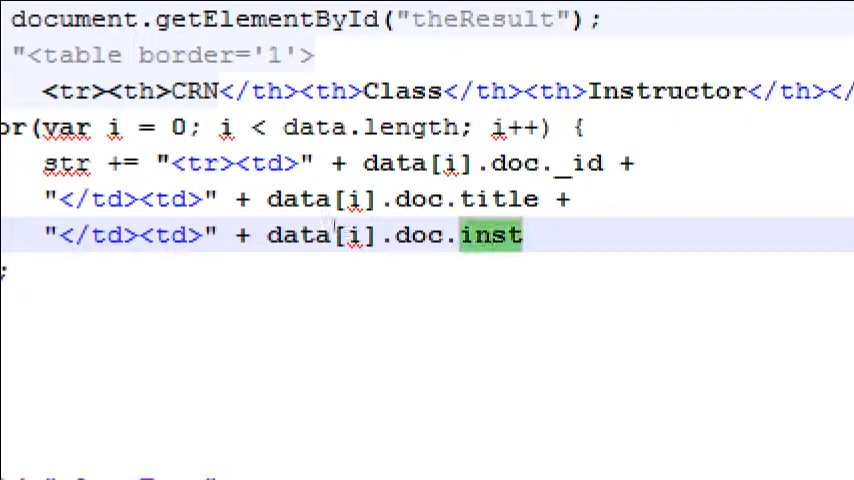 document.getElementById("theResult");
"<table border='1'>
<tr><th>CRN</th><th>Class</th><th>Instructor</th></
or(var i = 0; i < data.length; i++) {
str += "<tr><td>" + data[i].doc._id +
"</td><td>" + data[i].doc.title +
"</td><td>" + data[i].doc.inst
;